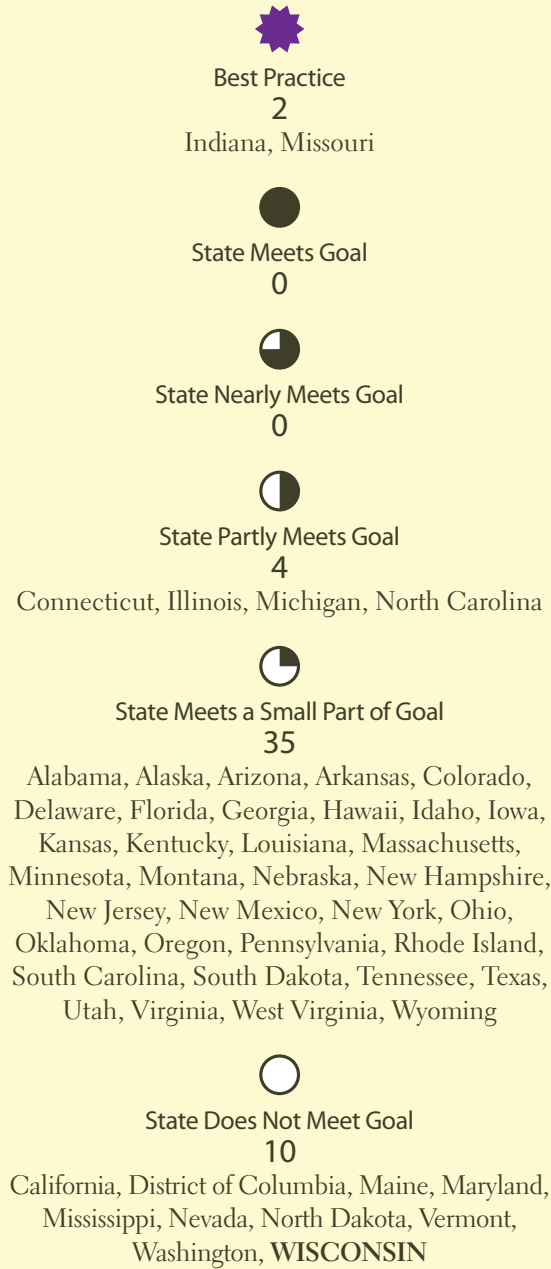 Best Practice
2
Indiana, Missouri
State Meets Goal
0
State Nearly Meets Goal
0
State Partly Meets Goal
4
Connecticut, Illinois, Michigan, North Carolina
State Meets a Small Part of Goal
35
Alabama, Alaska, Arizona, Arkansas, Colorado,
Delaware, Florida, Georgia, Hawaii, Idaho, Iowa,
Kansas, Kentucky, Louisiana, Massachusetts,
Minnesota, Montana, Nebraska, New Hampshire,
New Jersey, New Mexico, New York, Ohio,
Oklahoma, Oregon, Pennsylvania, Rhode Island,
South Carolina, South Dakota, Tennessee, Texas,
Utah, Virginia, West Virginia, Wyoming
State Does Not Meet Goal
10
California, District of Columbia, Maine, Maryland,
Mississippi, Nevada, North Dakota, Vermont,
Washington, WISCONSIN